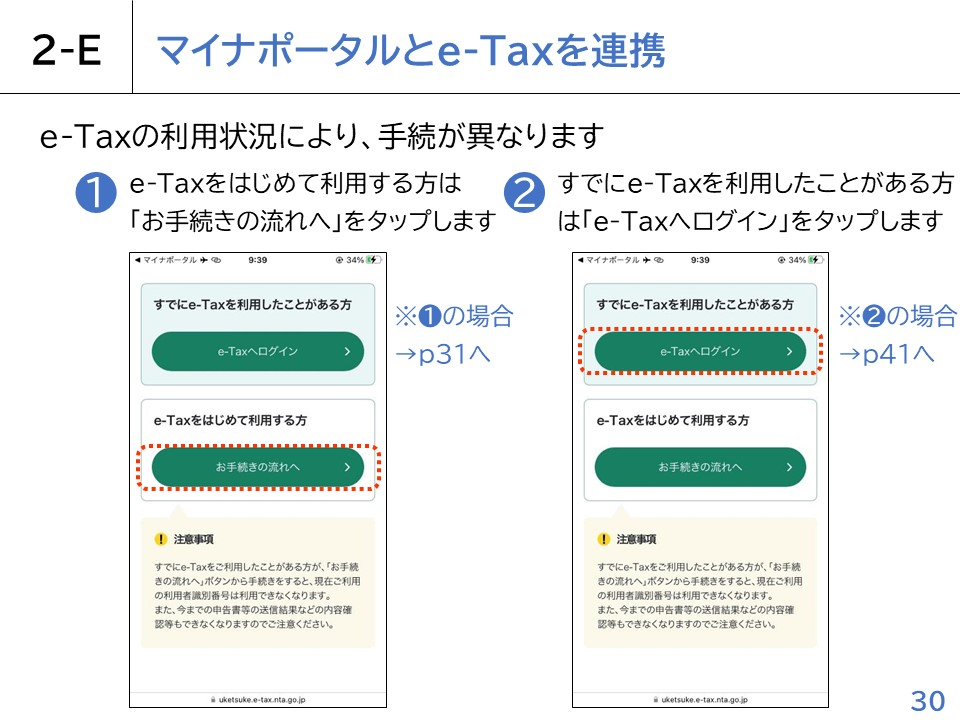 2-E
マイナポータルとe-Taxを連携
e-Taxの利用状況により、手続が異なります
❶ e-Taxをはじめて利用する方は
「お手続きの流れへ」をタップします
❷ すでにe-Taxを利用したことがある方
は「e-Taxへログイン」をタップします
◀ マイナポータル 9:39 34%
すでにe-Taxを利用したことがある方
e-Taxへログイン
e-Taxをはじめて利用する方
お手続きの流れへ
! 注意事項
すでにe-Taxをご利用したことがある方が、「お手続
きの流れへ」ボタンから手続きをすると、現在ご利用
の利用者識別番号は利用できなくなります。
また、今までの申告書等の送信結果などの内容確
認等もできなくなりますのでご注意ください。
uketsuke.e-tax.nta.go.jp
※❶の場合
→p31へ
◀ マイナポータル 9:39 34%
すでにe-Taxを利用したことがある方
e-Taxへログイン
e-Taxをはじめて利用する方
お手続きの流れへ
! 注意事項
すでにe-Taxをご利用したことがある方が、「お手続
きの流れへ」ボタンから手続きをすると、現在ご利用
の利用者識別番号は利用できなくなります。
また、今までの申告書等の送信結果などの内容確
認等もできなくなりますのでご注意ください。
uketsuke.e-tax.nta.go.jp
※❷の場合
→p41へ
30